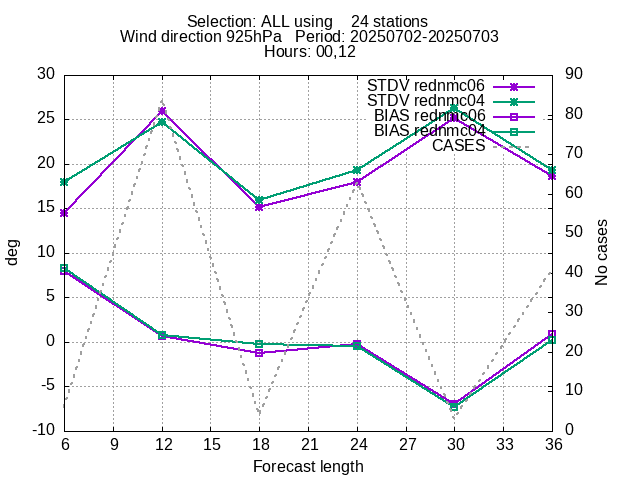 Selection: ALL using    24 stations
Wind direction 925hPa   Period: 20250702-20250703
Hours: 00,12
30
25
20
15
10
5
0
-5
-10
90
80
70
60
50
40
30
20
10
0
deg
No cases
STDV rednmc06
STDV rednmc04
BIAS rednmc06
BIAS rednmc04
CASES
6 9 12 15 18 21 24 27 30 33 36
Forecast length